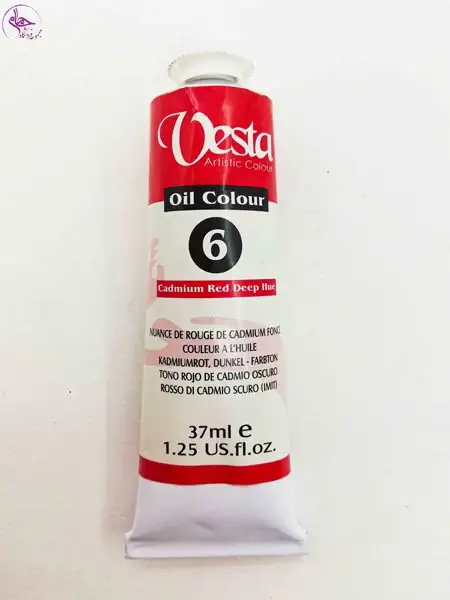 Vesta
Artistic Colour
Oil Colour
6
Cadmium Red Deep Hue
NUANCE DE ROUGE DE CADMIUM FONCÉ
COULEUR A L'HUILE
KADMIUMROT, DUNKEL - FARBTON
TONO ROJO DE CADMIO OSCURO
ROSSO DI CADMIO SCURO (IMIT)
37ml e
1.25 US.fl.oz.